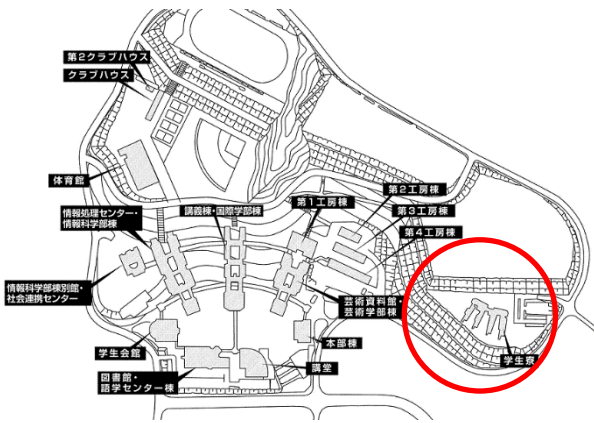 第2クラブハウス
クラブハウス
体育館
情報処理センター・
情報科学部棟
講義棟・国際学部棟
第1工房棟
第2工房棟
第3工房棟
第4工房棟
情報科学部棟別館・
社会連携センター
芸術資料館・
芸術学部棟
学生会館
本部棟
図書館・
語学センター棟
講堂
学生寮